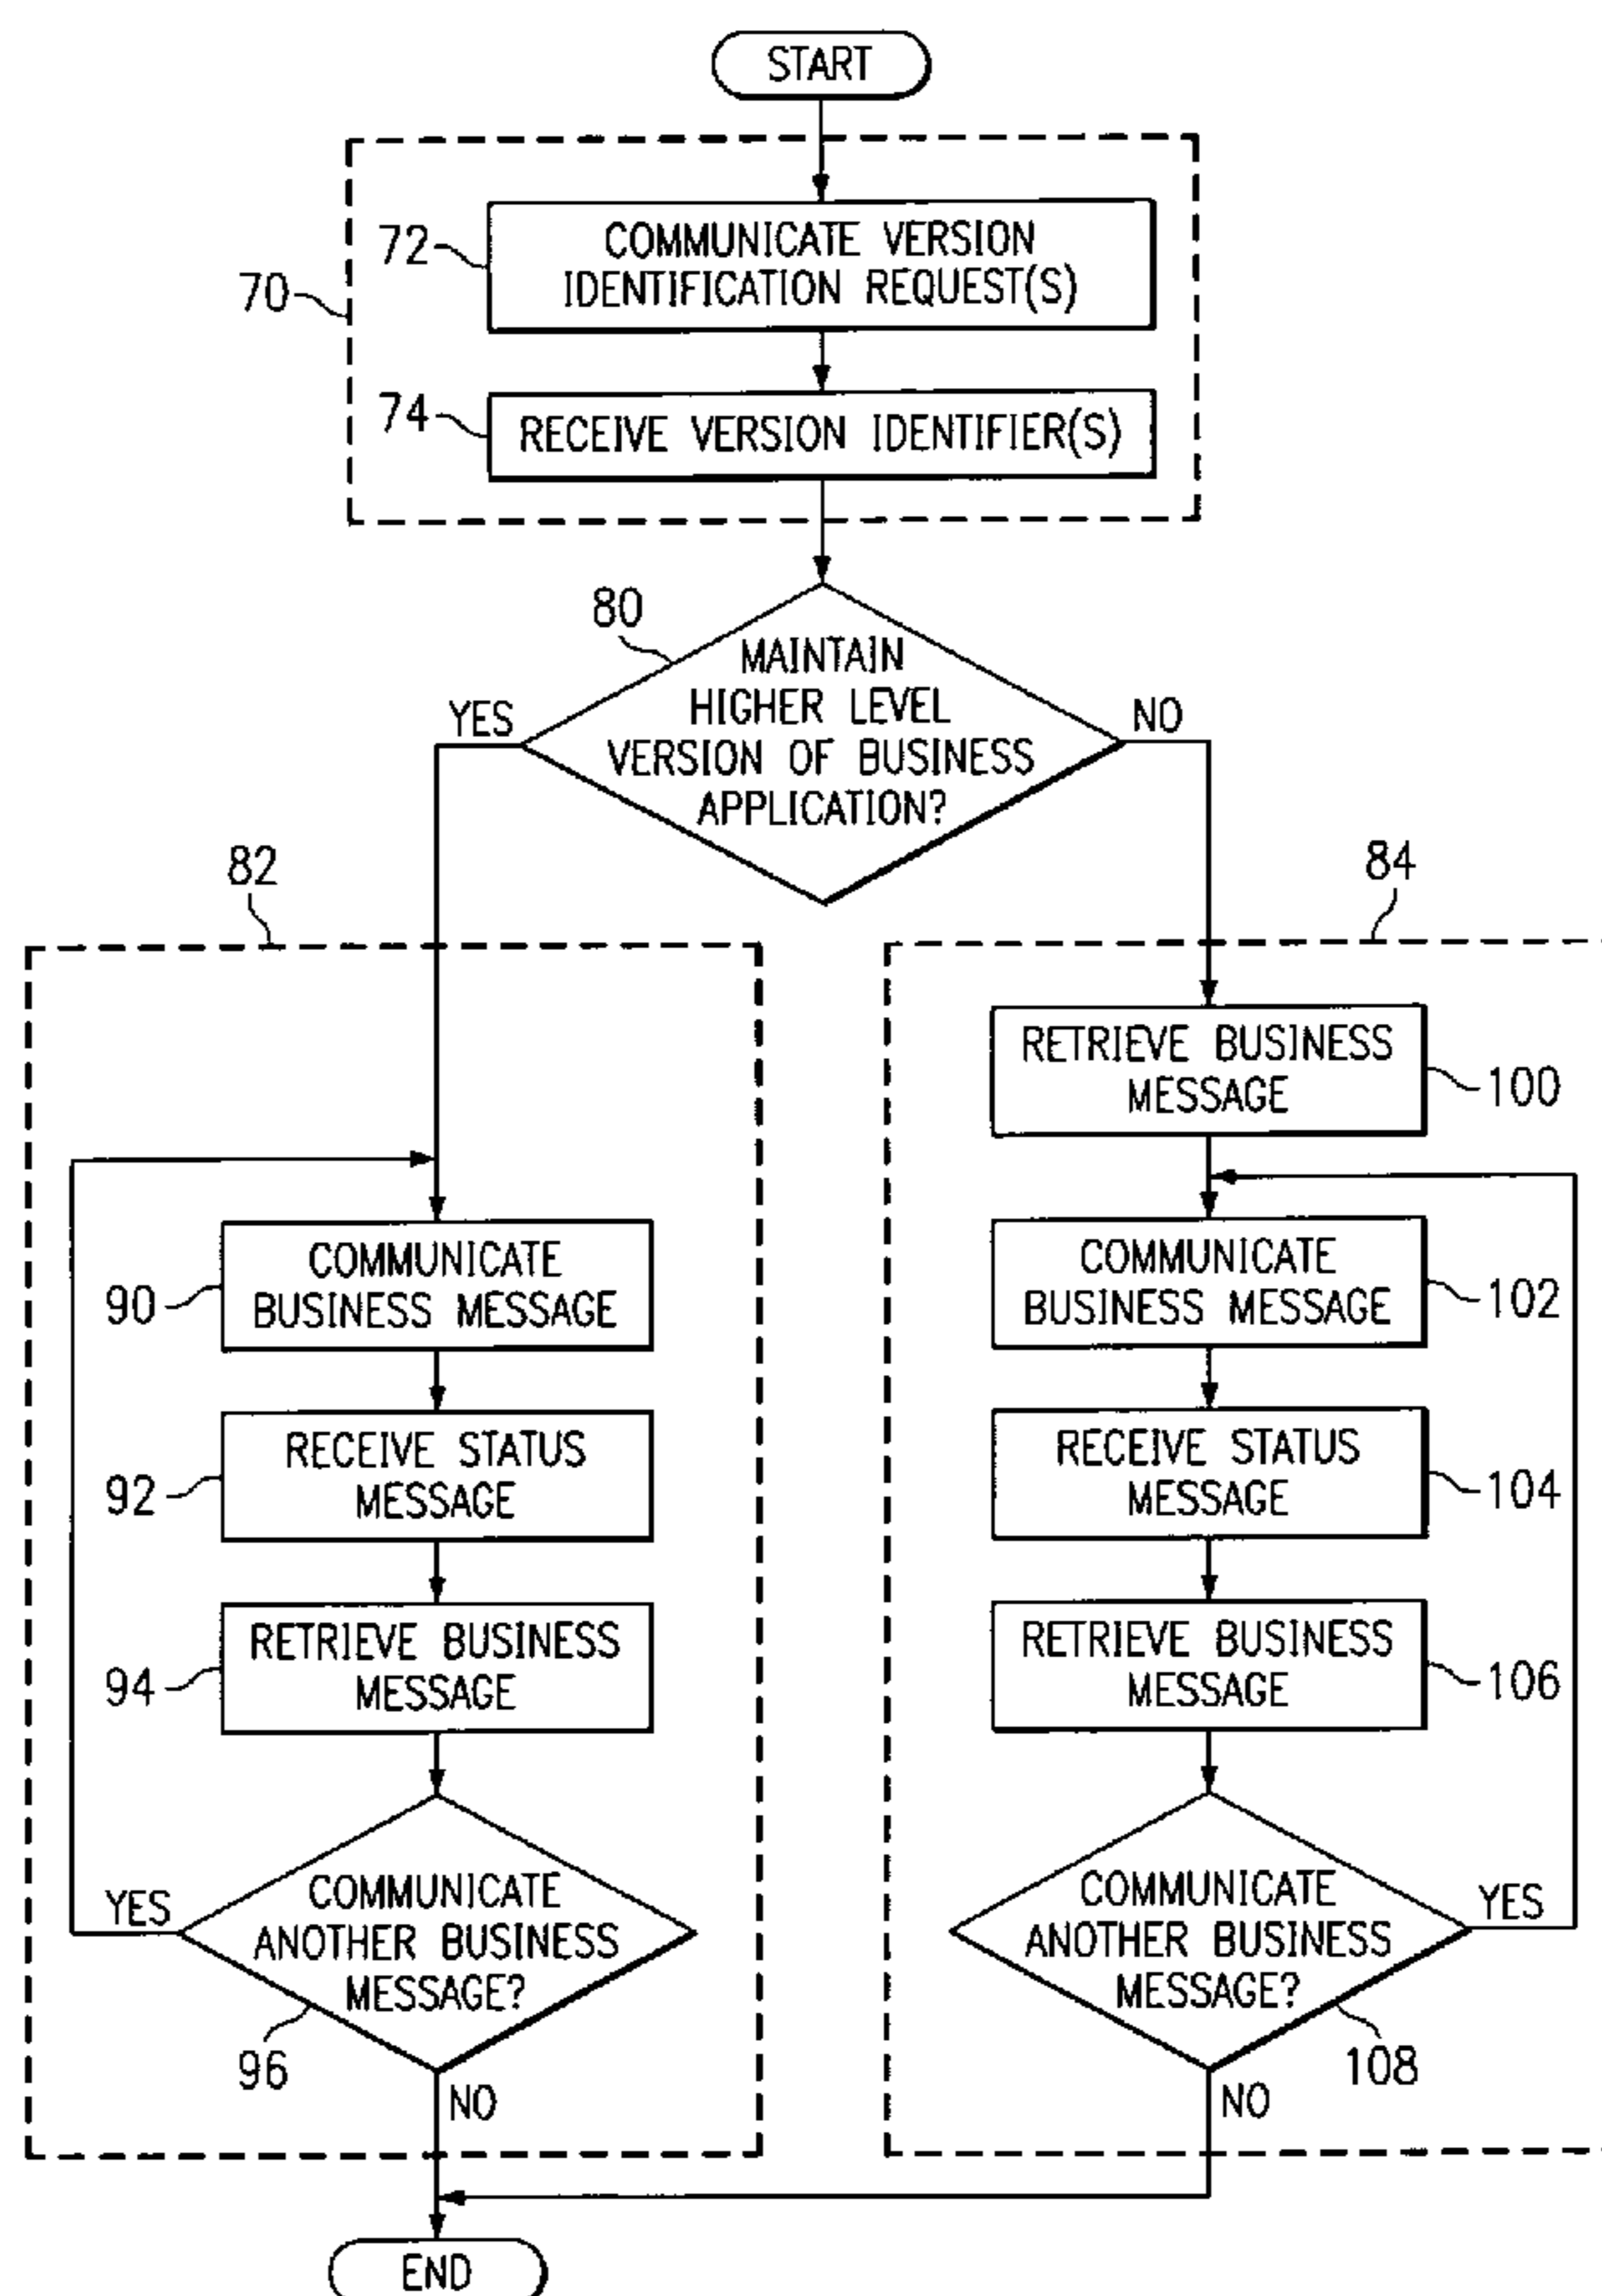 START
70
72
COMMUNICATE VERSION
IDENTIFICATION REQUEST(S)
74
RECEIVE VERSION IDENTIFIER(S)
80
MAINTAIN
HIGHER LEVEL
VERSION OF BUSINESS
APPLICATION?
YES
NO
82
90
COMMUNICATE
BUSINESS MESSAGE
92
RECEIVE STATUS
MESSAGE
94
RETRIEVE BUSINESS
MESSAGE
YES
COMMUNICATE
ANOTHER BUSINESS
MESSAGE?
96
NO
84
RETRIEVE BUSINESS
MESSAGE
100
COMMUNICATE
BUSINESS MESSAGE
102
RECEIVE STATUS
MESSAGE
104
RETRIEVE BUSINESS
MESSAGE
106
COMMUNICATE
ANOTHER BUSINESS
MESSAGE?
YES
108
NO
END